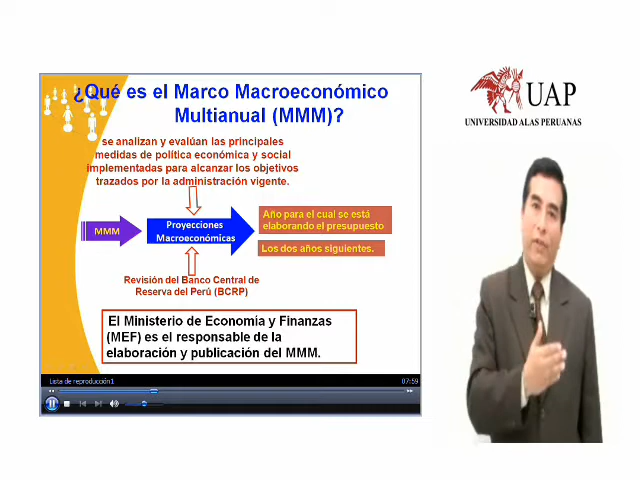 ¿Qué es el Marco Macroeconómico
Multianual (MMM)?
se analizan y evalúan las principales
medidas de política económica y social
implementadas para alcanzar los objetivos
trazados por la administración vigente.
MMM
Proyecciones
Macroeconómicas
Año para el cual se está
elaborando el presupuesto
Los dos años siguientes.
Revisión del Banco Central de
Reserva del Perú (BCRP)
El Ministerio de Economía y Finanzas
(MEF) es el responsable de la
elaboración y publicación del MMM.
Lista de reproducción1
07:59
UAP
UNIVERSIDAD ALAS PERUANAS